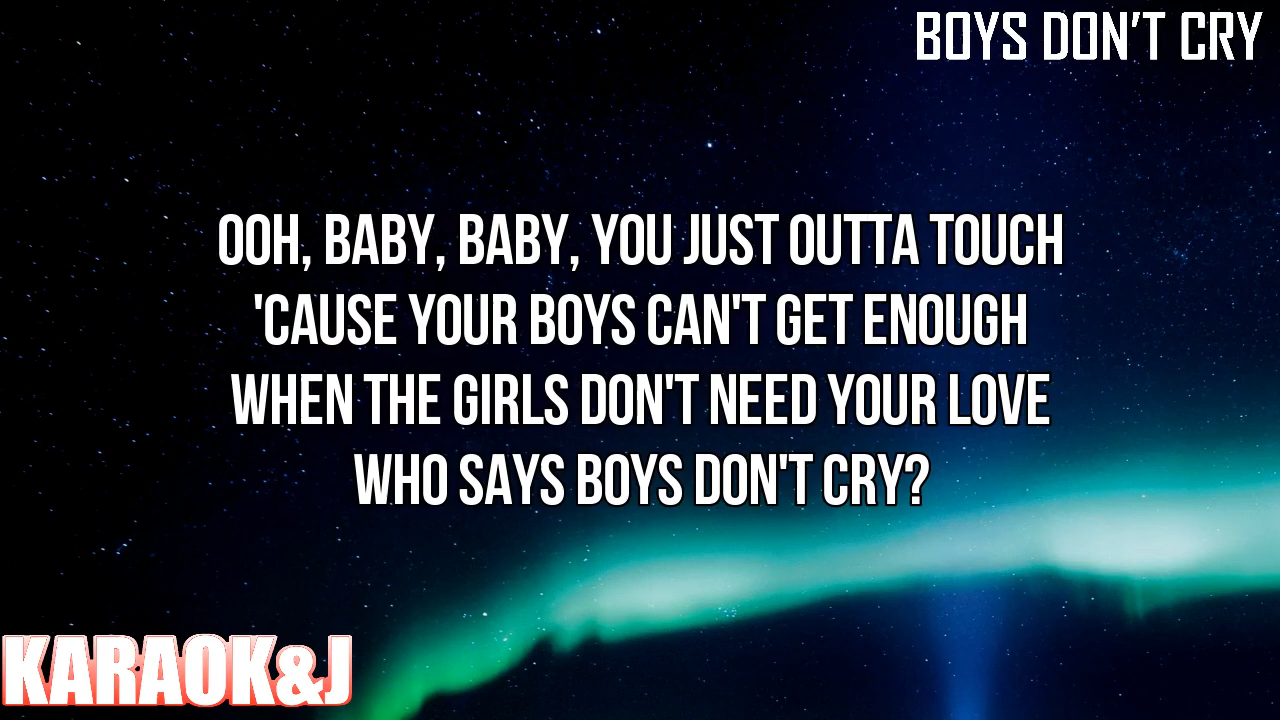 BOYS DON'T CRY
OOH, BABY, BABY, YOU JUST OUTTA TOUCH
'CAUSE YOUR BOYS CAN'T GET ENOUGH
WHEN THE GIRLS DON'T NEED YOUR LOVE
WHO SAYS BOYS DON'T CRY?
KARAOK&J